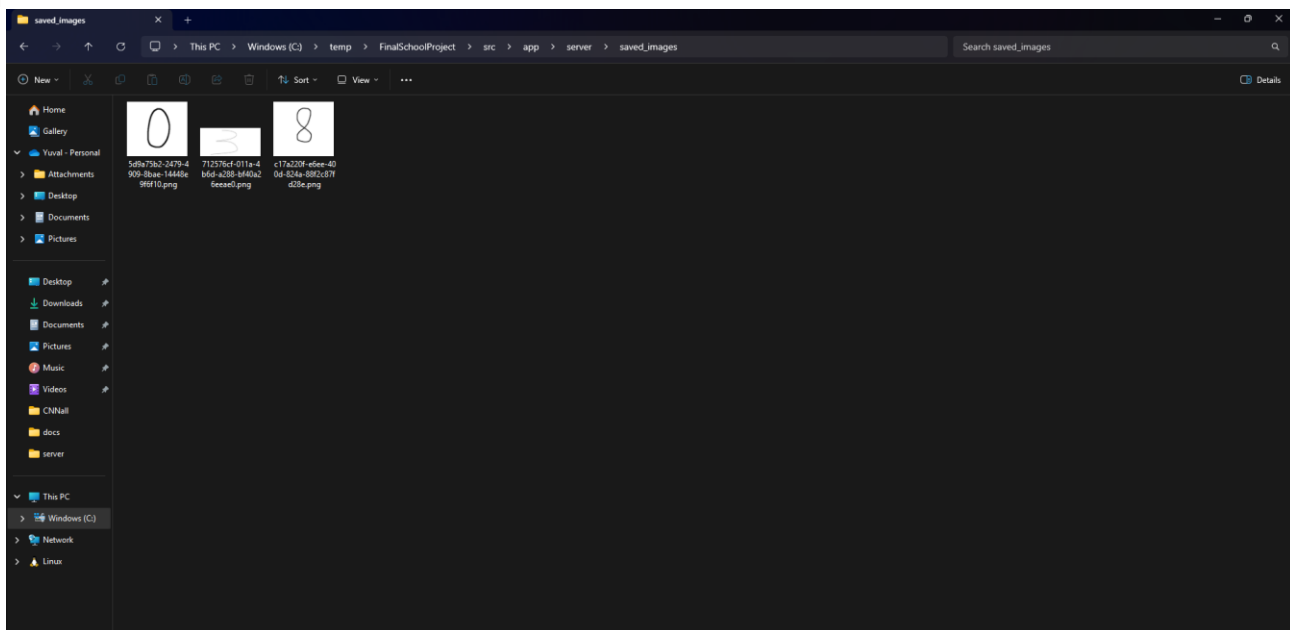 saved_images
This PC > Windows (C:) > temp > FinalSchoolProject > src > app > server > saved_images
Search saved_images
New
Sort
View
Details
Home
Gallery
Yuval - Personal
Attachments
Desktop
Documents
Pictures
Desktop
Downloads
Documents
Pictures
Music
Videos
CNNall
docs
server
This PC
Windows (C:)
Network
Linux
0
5d9a75b2-2479-4
909-8bae-14448e
9f6f10.png
3
712576cf-011a-4
b6d-a288-bf40a2
6eeae0.png
8
c17a220f-e6ee-40
0d-824a-88f2c87f
d28e.png